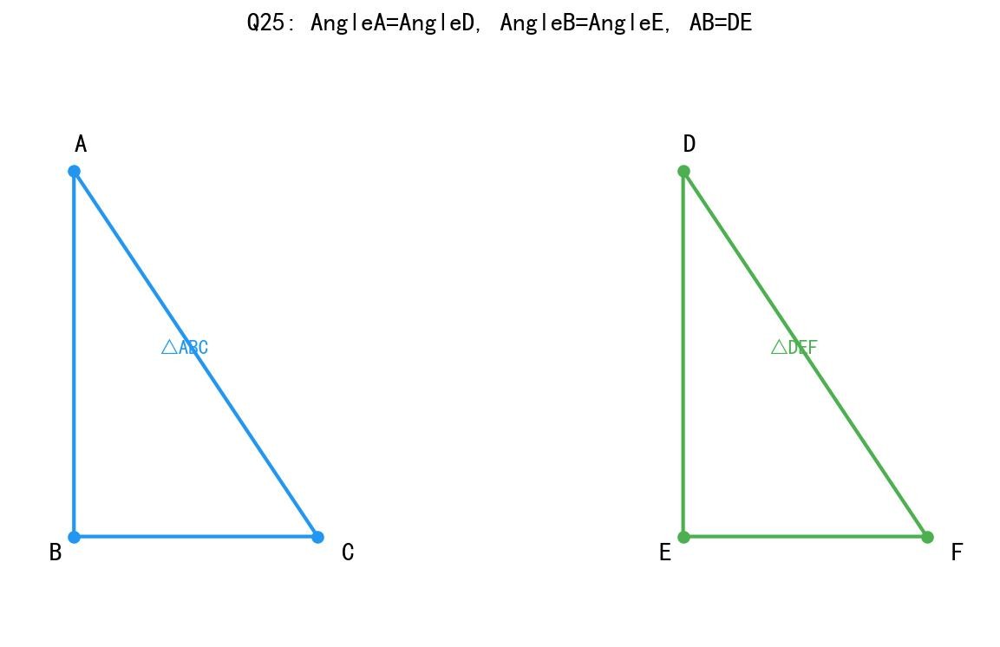 Q25: AngleA=AngleD, AngleB=AngleE, AB=DE
A
D
△ABC
△DEF
B
C
E
F